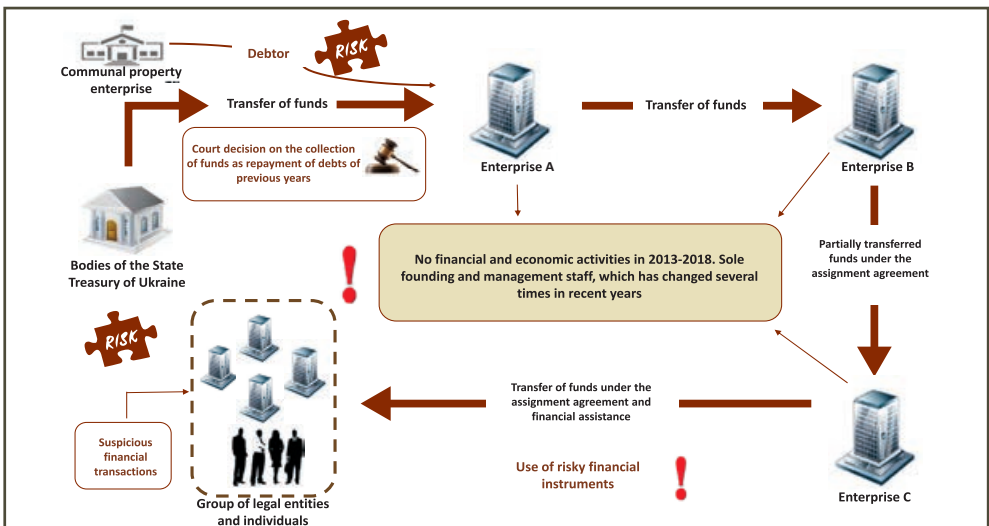 Communal property
enterprise
Debtor
RISK
Transfer of funds
Court decision on the collection
of funds as repayment of debts of
previous years
Enterprise A
Transfer of funds
Enterprise B
Bodies of the State
Treasury of Ukraine
No financial and economic activities in 2013-2018. Sole
founding and management staff, which has changed several
times in recent years
Partially transferred
funds under the
assignment agreement
RISK
Suspicious
financial
transactions
Group of legal entities
and individuals
Transfer of funds under the
assignment agreement and
financial assistance
Use of risky financial
instruments
Enterprise C